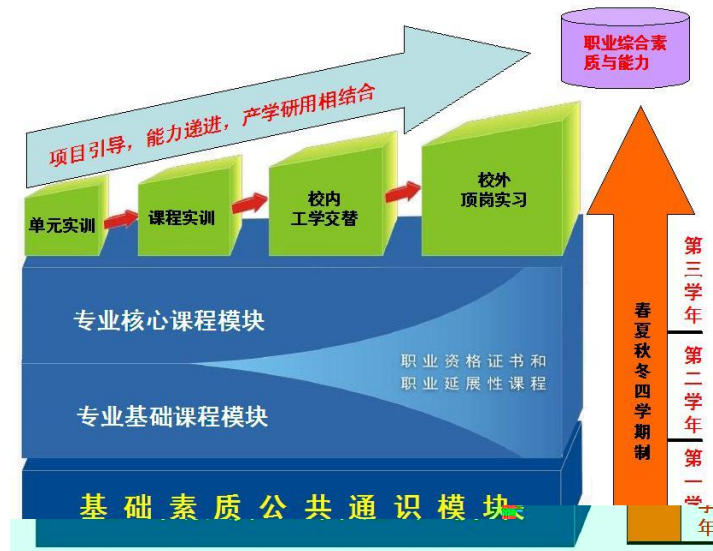 职业综合素
质与能力
项目引导，能力递进，产学研用相结合
单元实训
课程实训
校内
工学交替
校外
顶岗实习
专业核心课程模块
职业资格证书和
职业延展性课程
专业基础课程模块
基础素质公共通识模块
春夏秋冬四学期制
第三学年
第二学年
第一学年